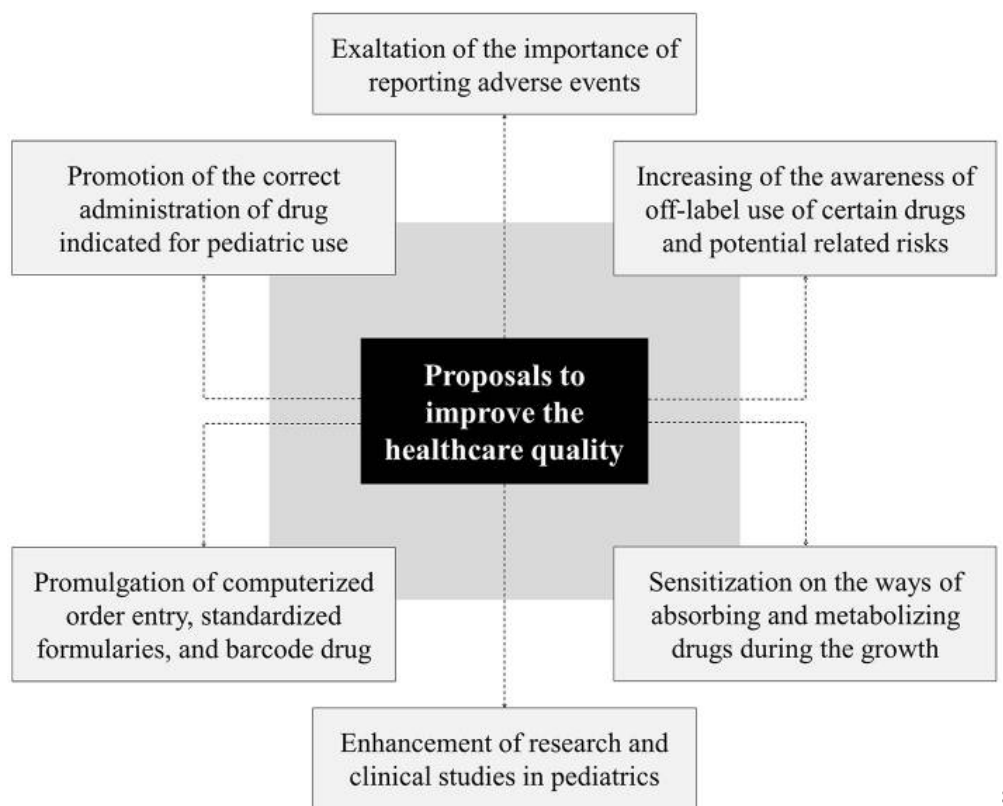 Exaltation of the importance of
reporting adverse events
Promotion of the correct
administration of drug
indicated for pediatric use
Increasing of the awareness of
off-label use of certain drugs
and potential related risks
Proposals to
improve the
healthcare quality
Promulgation of computerized
order entry, standardized
formularies, and barcode drug
Sensitization on the ways of
absorbing and metabolizing
drugs during the growth
Enhancement of research and
clinical studies in pediatrics